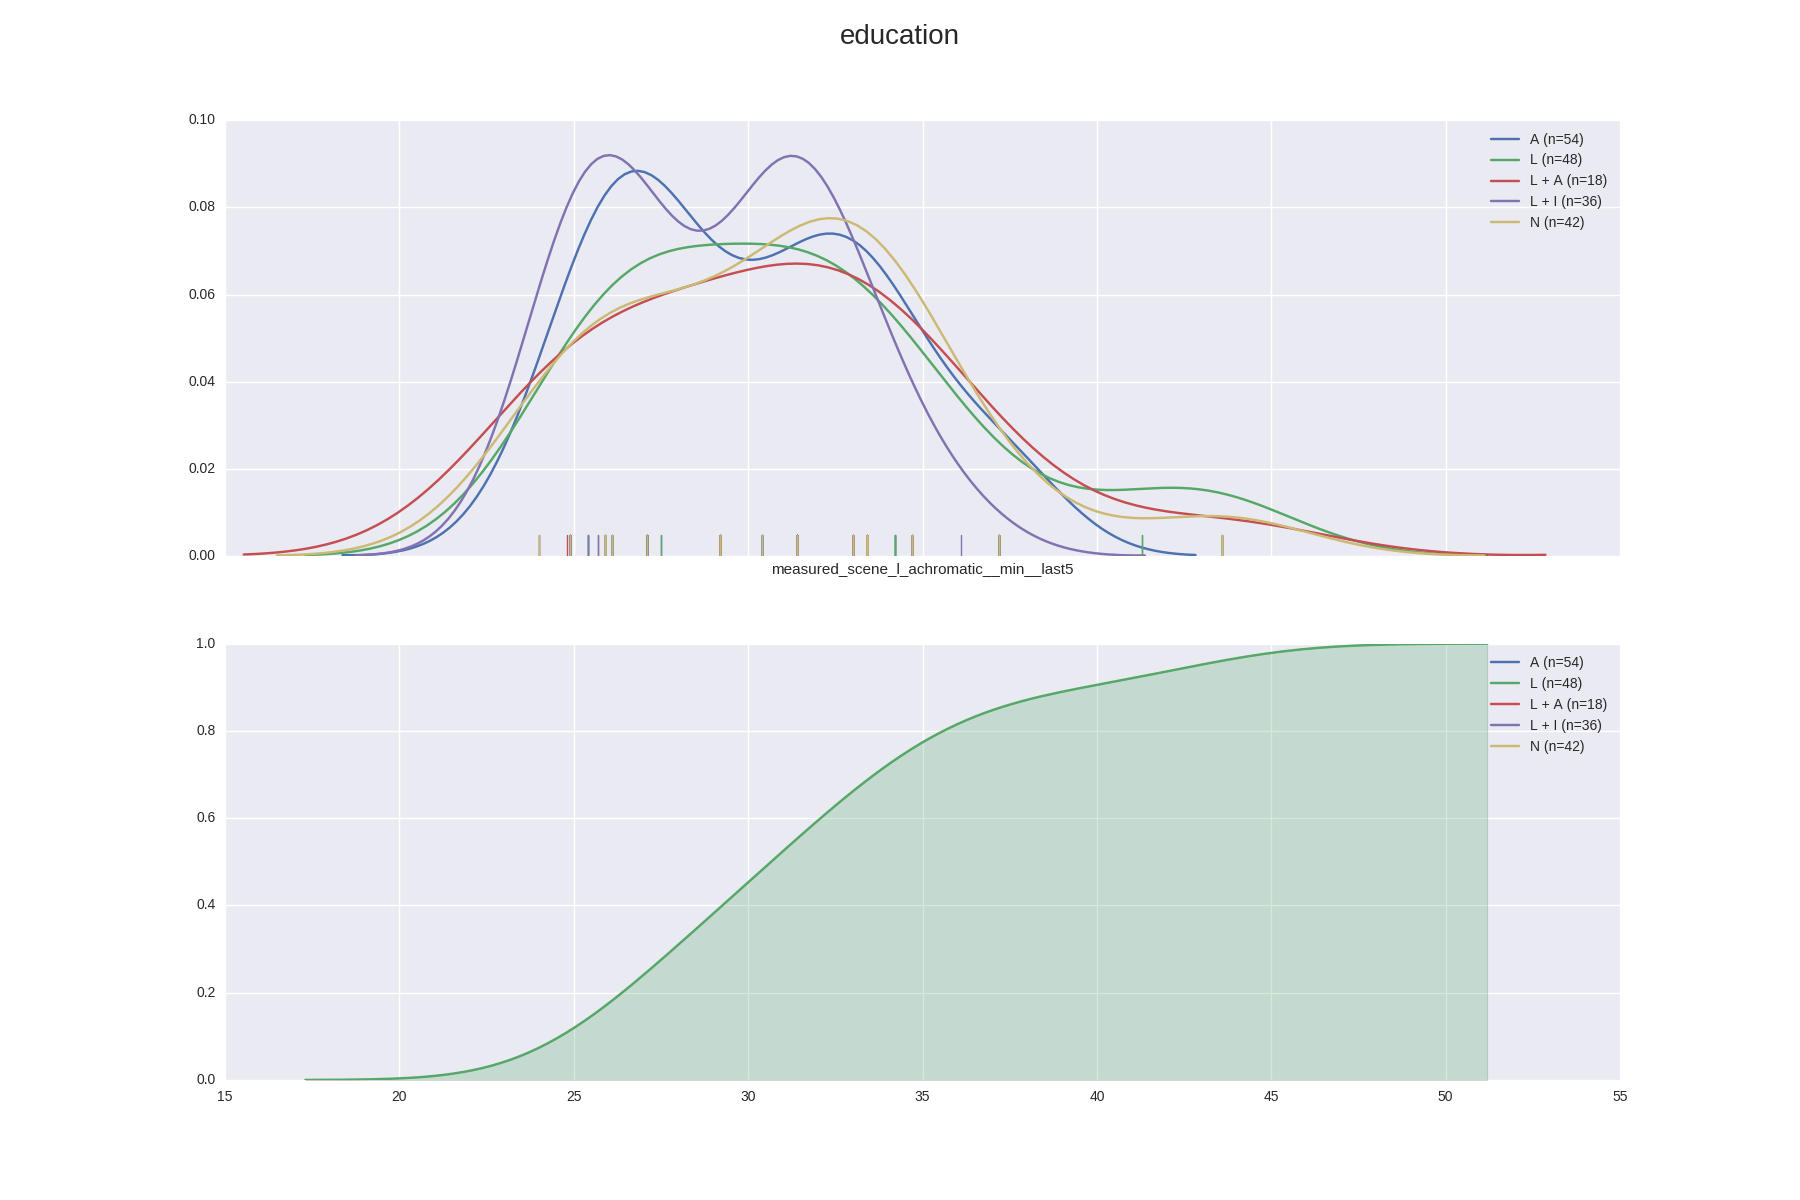 education
0.10
0.08
0.06
0.04
0.02
0.00
A (n=54)
L (n=48)
L + A (n=18)
L + I (n=36)
N (n=42)
measured_scene_l_achromatic__min__last5
1.0
0.8
0.6
0.4
0.2
0.0
A (n=54)
L (n=48)
L + A (n=18)
L + I (n=36)
N (n=42)
15 20 25 30 35 40 45 50 55